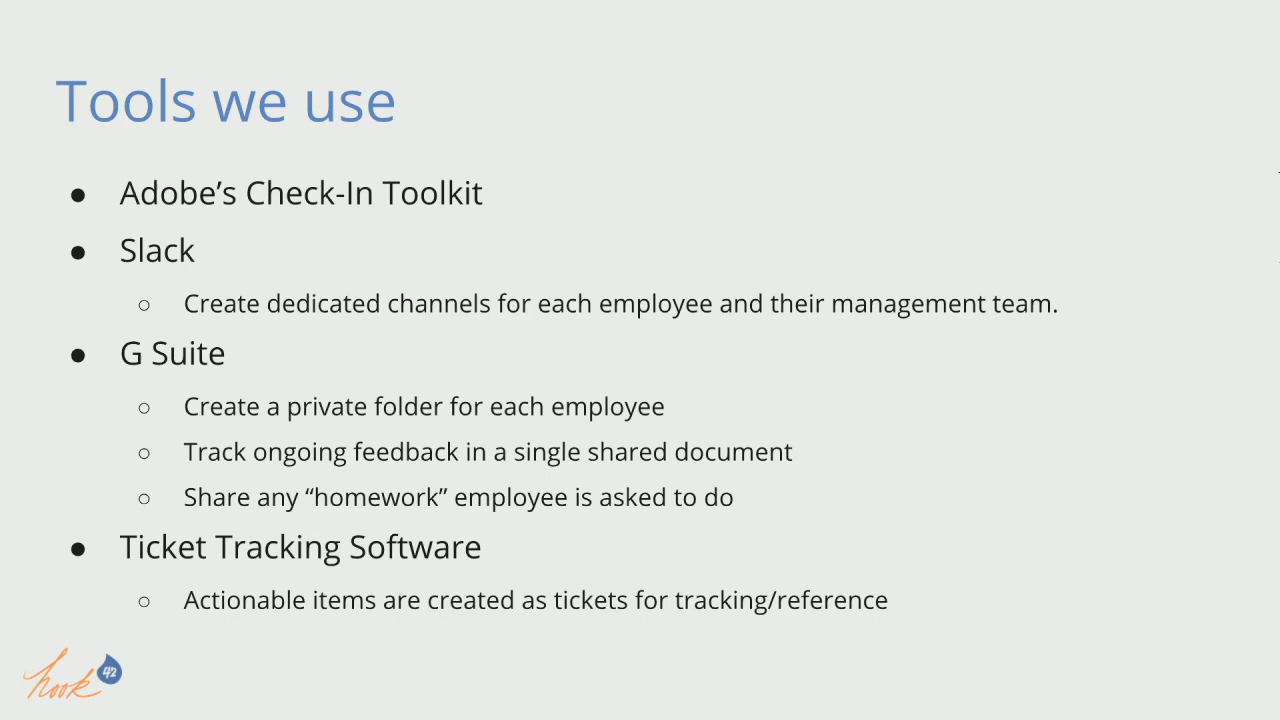 Tools we use
● Adobe’s Check-In Toolkit
● Slack
○ Create dedicated channels for each employee and their management team.
● G Suite
○ Create a private folder for each employee
○ Track ongoing feedback in a single shared document
○ Share any “homework” employee is asked to do
● Ticket Tracking Software
○ Actionable items are created as tickets for tracking/reference
hook 42